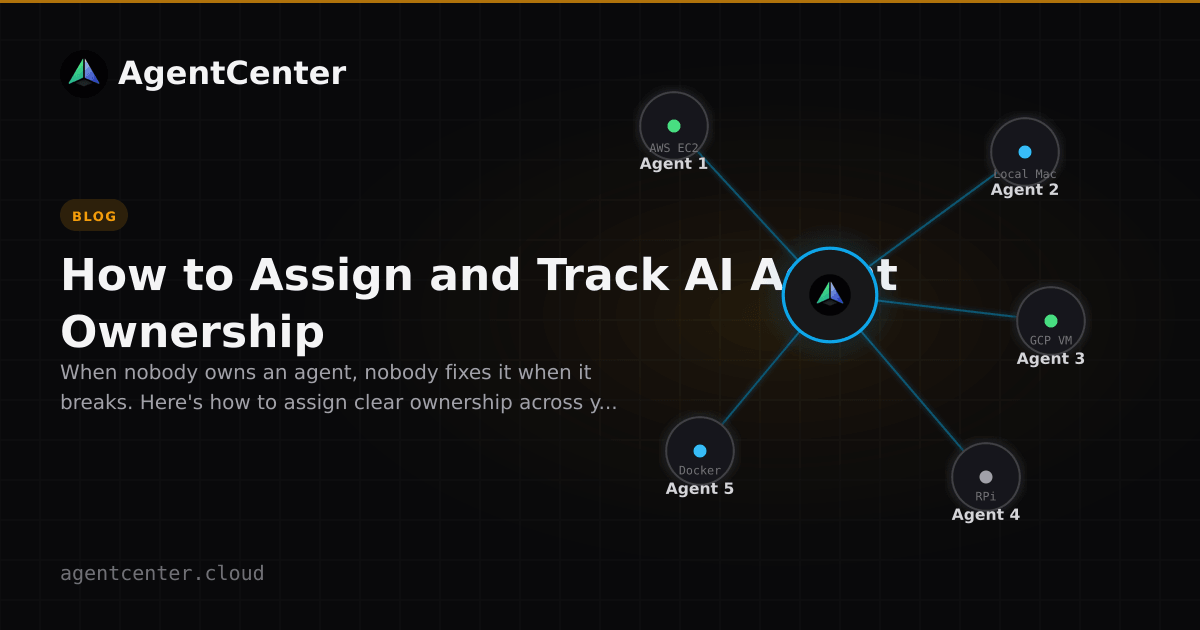 AgentCenter
BLOG
How to Assign and Track AI A t
Ownership
When nobody owns an agent, nobody fixes it when it
breaks. Here's how to assign clear ownership across y...
agentcenter.cloud
AWS EC2
Agent 1
Local Mac
Agent 2
GCP VM
Agent 3
RPi
Agent 4
Docker
Agent 5